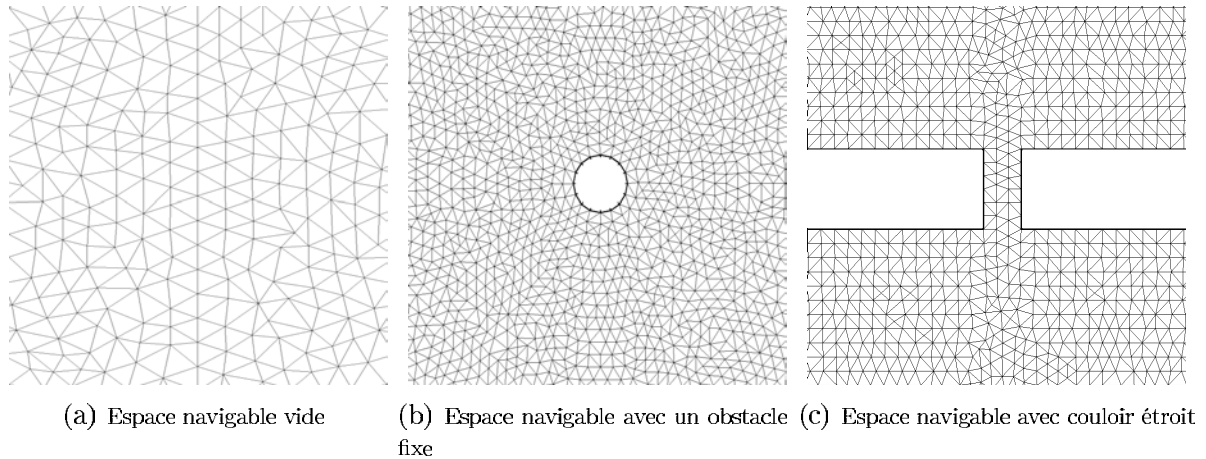 (a) Espace navigable vide
(b) Espace navigable avec un obstacle
fixe
(c) Espace navigable avec couloir étroit